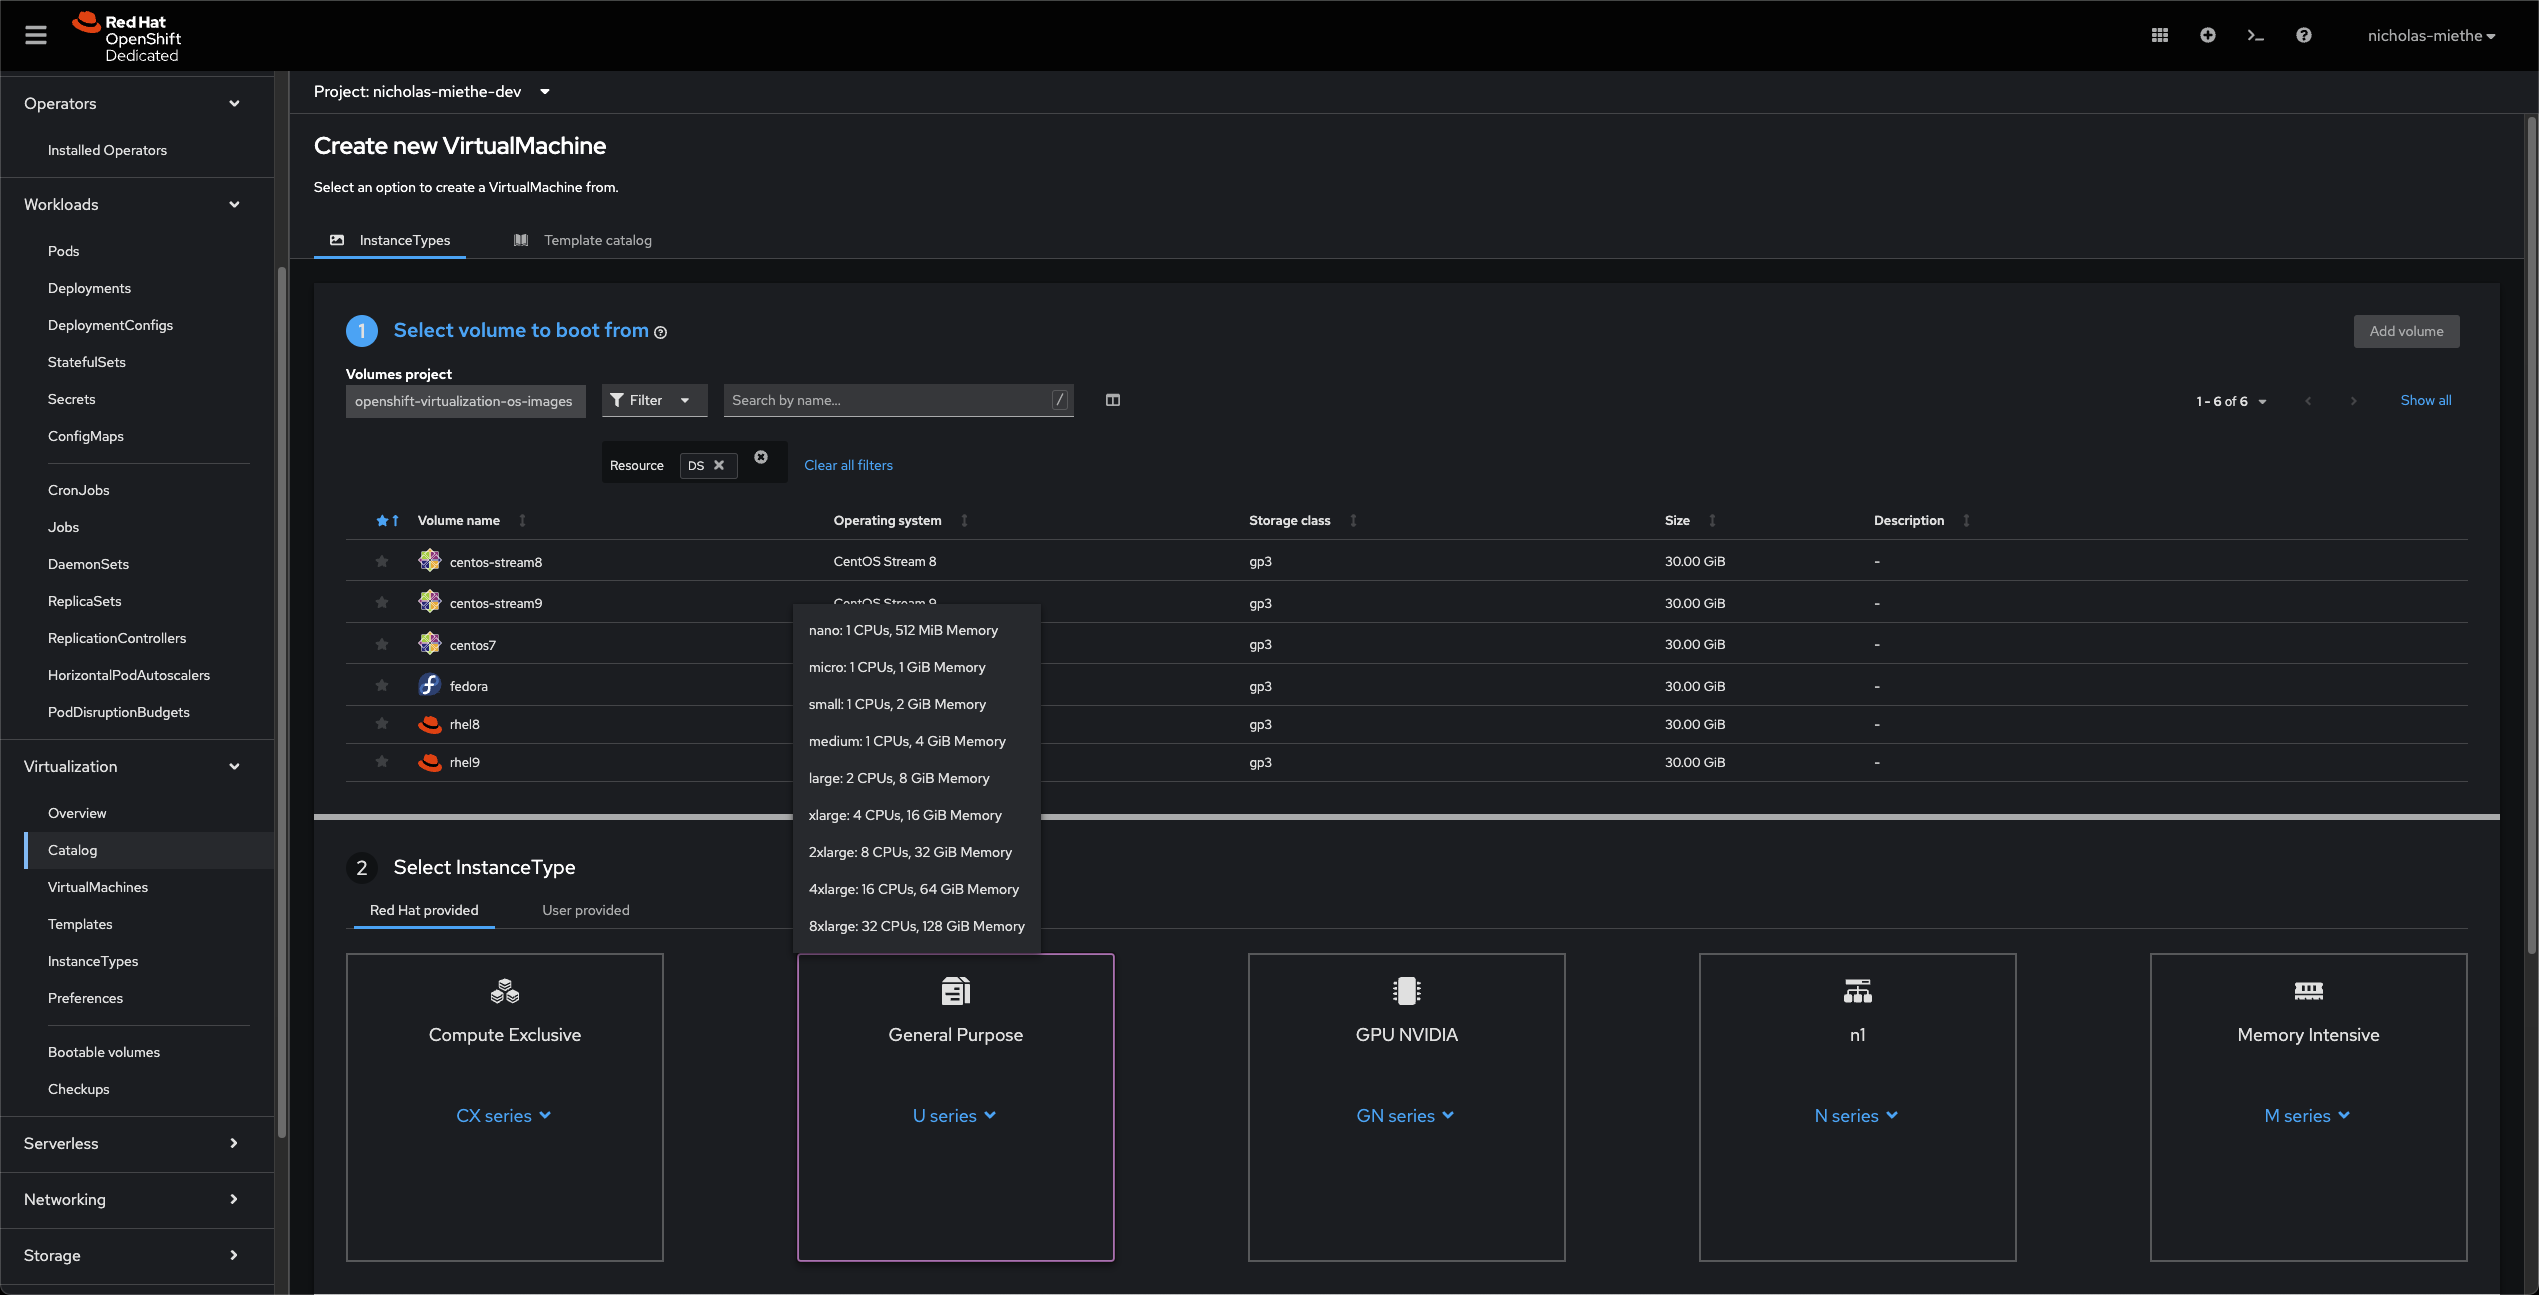 Red Hat
OpenShift
Dedicated
nicholas-miethe
Operators
Installed Operators
Workloads
Pods
Deployments
DeploymentConfigs
StatefulSets
Secrets
ConfigMaps
CronJobs
Jobs
DaemonSets
ReplicaSets
ReplicationControllers
HorizontalPodAutoscalers
PodDisruptionBudgets
Virtualization
Overview
Catalog
VirtualMachines
Templates
InstanceTypes
Preferences
Bootable volumes
Checkups
Serverless
Networking
Storage
Project: nicholas-miethe-dev
Create new VirtualMachine
Select an option to create a VirtualMachine from.
InstanceTypes Template catalog
1 Select volume to boot from
Add volume
Volumes project
openshift-virtualization-os-images Filter Search by name... / 1 - 6 of 6 Show all
Resource DS Clear all filters
Volume name Operating system Storage class Size Description
centos-stream8 CentOS Stream 8 gp3 30.00 GiB -
centos-stream9 CentOS Stream 9 gp3 30.00 GiB -
centos7 gp3 30.00 GiB -
fedora gp3 30.00 GiB -
rhel8 gp3 30.00 GiB -
rhel9 gp3 30.00 GiB -
nano: 1 CPUs, 512 MiB Memory
micro: 1 CPUs, 1 GiB Memory
small: 1 CPUs, 2 GiB Memory
medium: 1 CPUs, 4 GiB Memory
large: 2 CPUs, 8 GiB Memory
xlarge: 4 CPUs, 16 GiB Memory
2xlarge: 8 CPUs, 32 GiB Memory
4xlarge: 16 CPUs, 64 GiB Memory
8xlarge: 32 CPUs, 128 GiB Memory
2 Select InstanceType
Red Hat provided User provided
Compute Exclusive
CX series
General Purpose
U series
GPU NVIDIA
GN series
n1
N series
Memory Intensive
M series